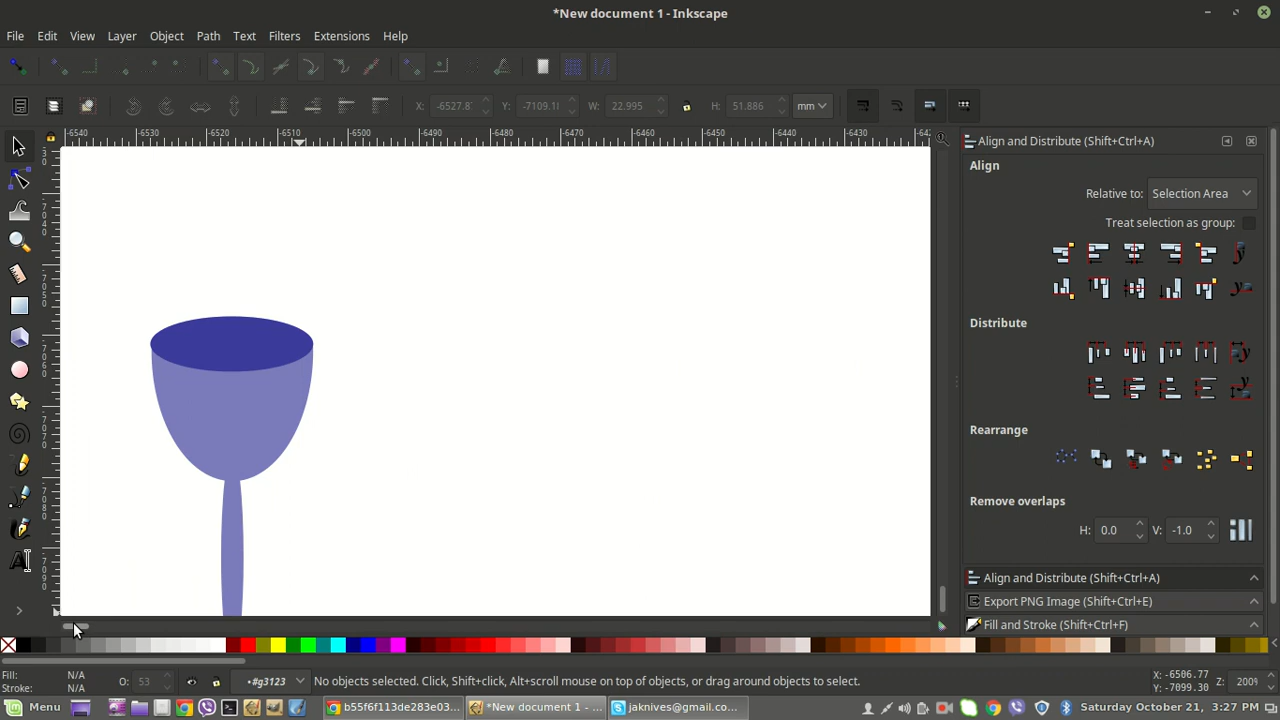 *New document 1 - Inkscape
File Edit View Layer Object Path Text Filters Extensions Help
X: -6527.8 Y: -7109.1 W: 22.995 H: 51.886 mm
-6540 -6530 -6520 -6510 -6500 -6490 -6480 -6470 -6460 -6450 -6440 -6430
Align and Distribute (Shift+Ctrl+A)
Align
Relative to: Selection Area
Treat selection as group:
Distribute
Rearrange
Remove overlaps
H: 0.0 V: -1.0
Align and Distribute (Shift+Ctrl+A)
Export PNG Image (Shift+Ctrl+E)
Fill and Stroke (Shift+Ctrl+F)
Fill: N/A
Stroke: N/A
O: 53
•#g3123
No objects selected. Click, Shift+click, Alt+scroll mouse on top of objects, or drag around objects to select.
X: -6506.77
Y: -7099.30
Z: 200%
Menu
b55f6f113de283e03...
*New document 1 - ...
jaknives@gmail.co...
Saturday October 21, 3:27 PM